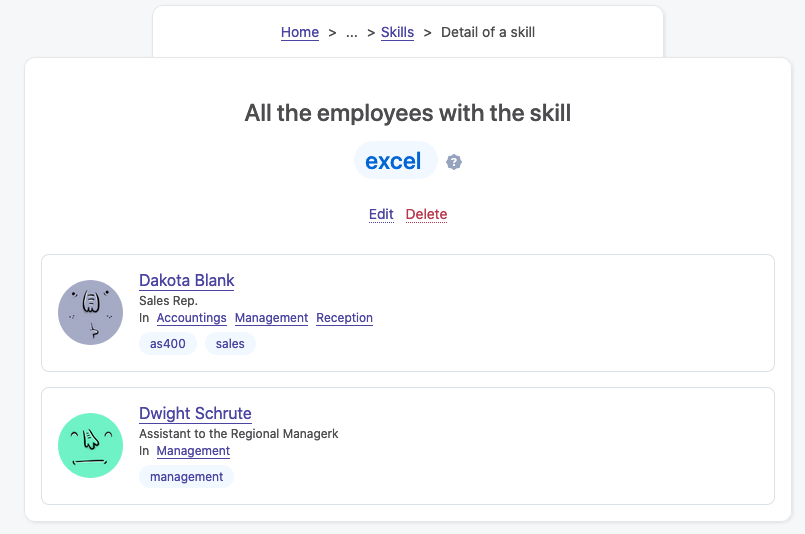 Home > ... > Skills > Detail of a skill
All the employees with the skill
excel ?
Edit Delete
Dakota Blank
Sales Rep.
In Accountings Management Reception
as400 sales
Dwight Schrute
Assistant to the Regional Managerk
In Management
management